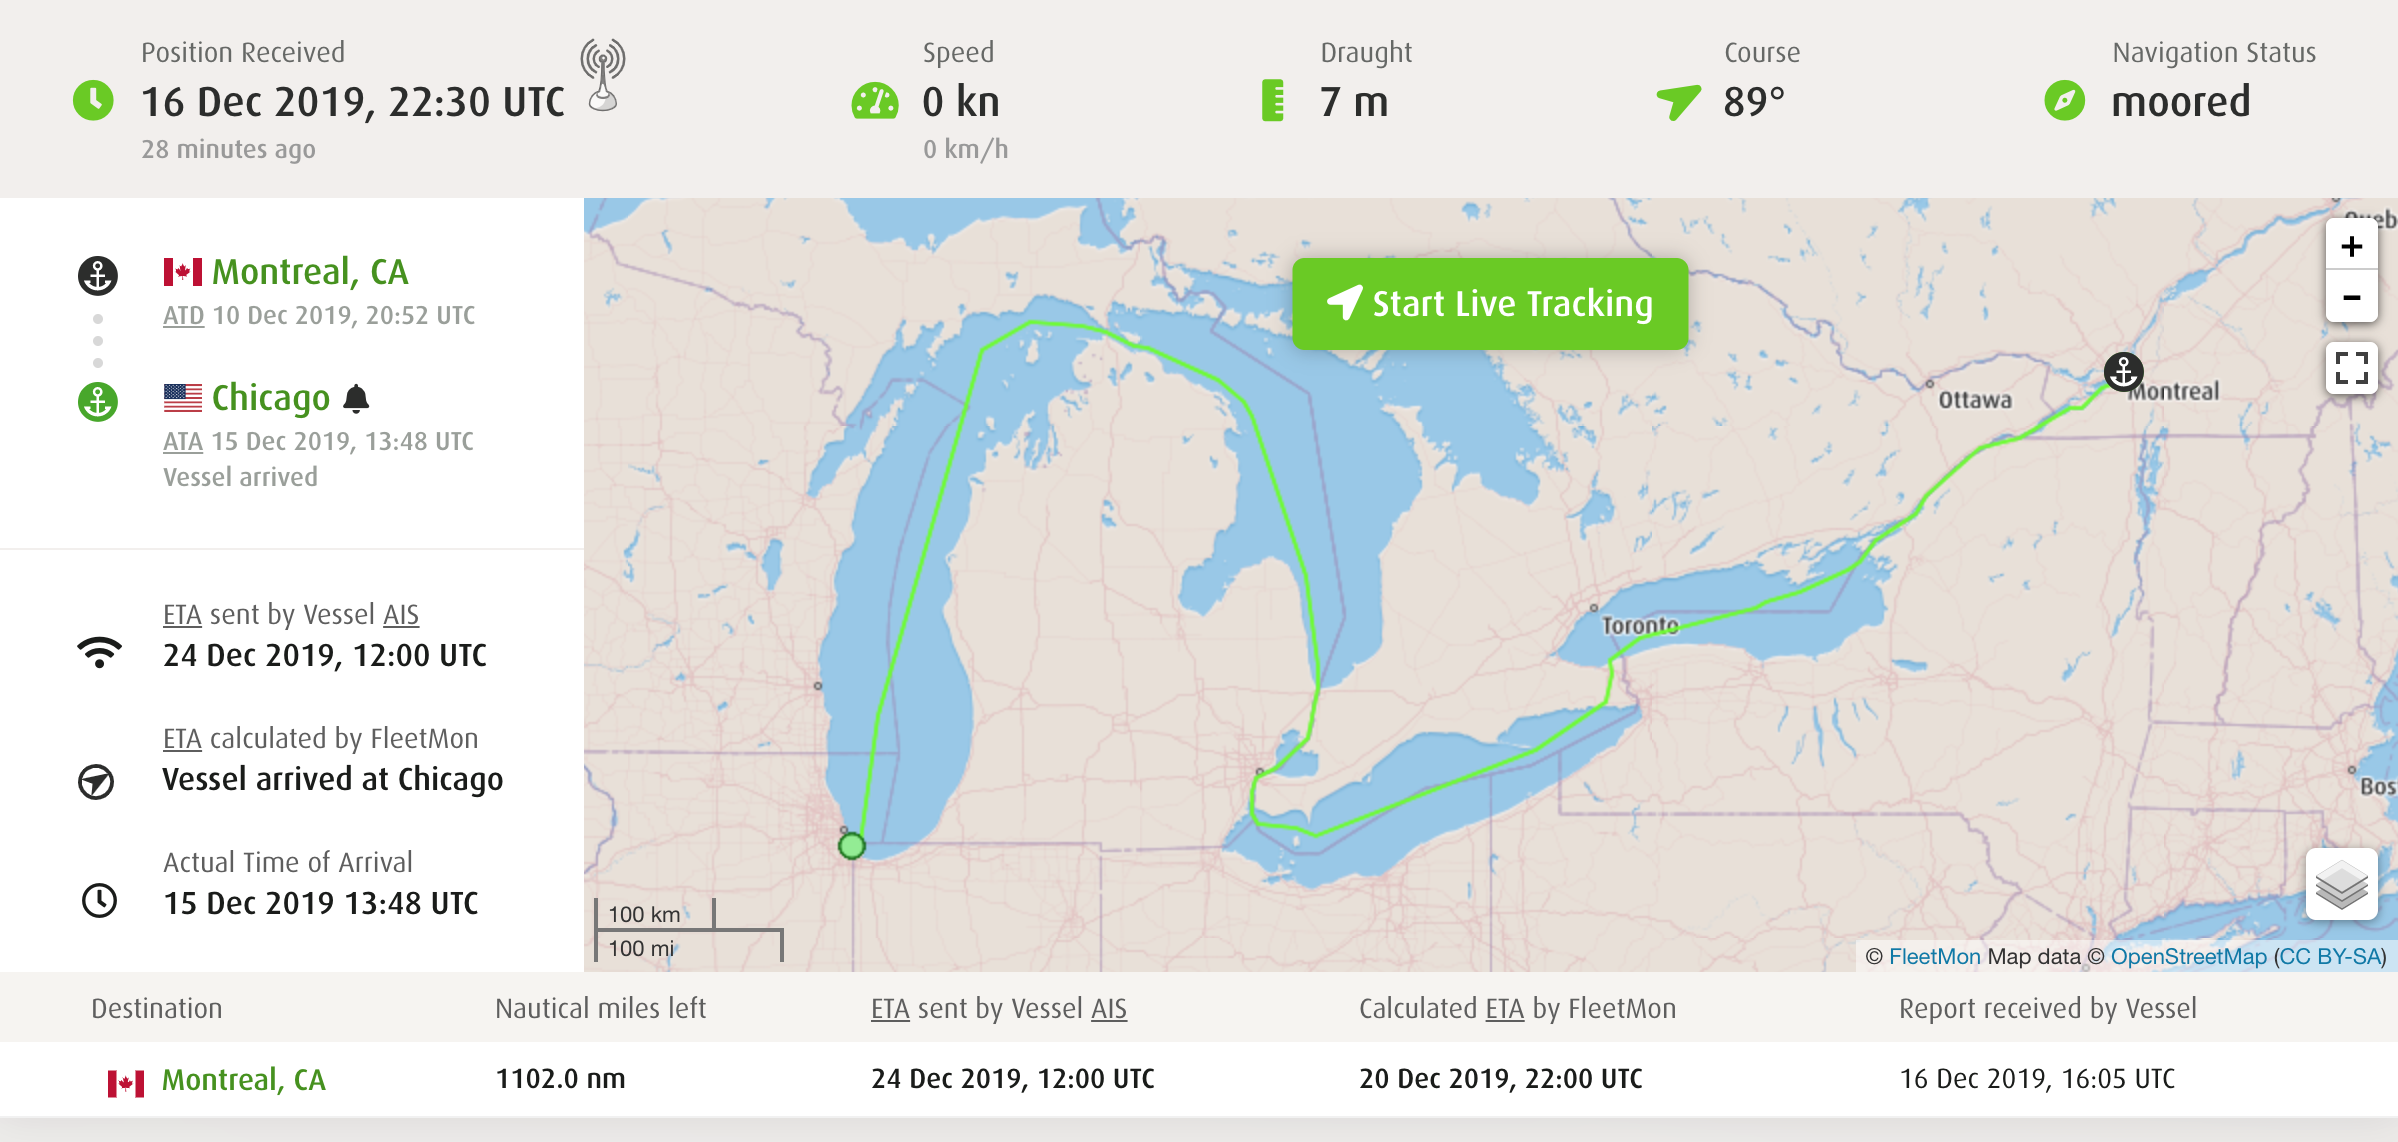 Position Received
16 Dec 2019, 22:30 UTC
28 minutes ago
Speed
0 kn
0 km/h
Draught
7 m
Course
89°
Navigation Status
moored
Montreal, CA
ATD 10 Dec 2019, 20:52 UTC
Chicago
ATA 15 Dec 2019, 13:48 UTC
Vessel arrived
ETA sent by Vessel AIS
24 Dec 2019, 12:00 UTC
ETA calculated by FleetMon
Vessel arrived at Chicago
Actual Time of Arrival
15 Dec 2019 13:48 UTC
Start Live Tracking
+
−
Montreal
Ottawa
Toronto
Bos
100 km
100 mi
© FleetMon Map data © OpenStreetMap (CC BY-SA)
Destination
Nautical miles left
ETA sent by Vessel AIS
Calculated ETA by FleetMon
Report received by Vessel
Montreal, CA
1102.0 nm
24 Dec 2019, 12:00 UTC
20 Dec 2019, 22:00 UTC
16 Dec 2019, 16:05 UTC